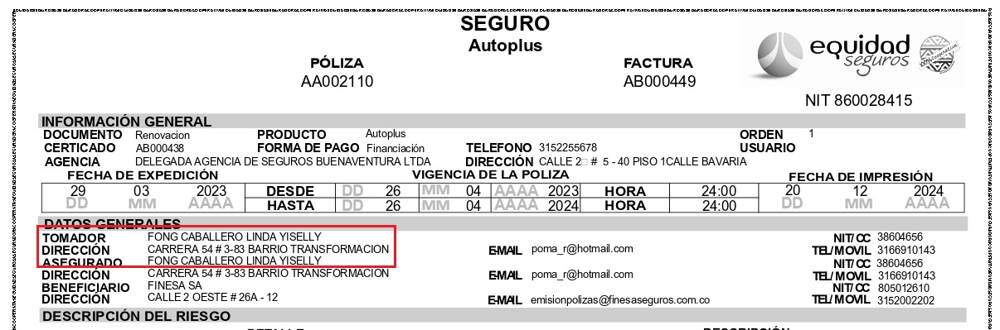 SEGURO
Autoplus
equidad
seguros
PÓLIZA FACTURA
AA002110 AB000449
NIT 860028415
INFORMACIÓN GENERAL
DOCUMENTO Renovacion PRODUCTO Autoplus ORDEN 1
CERTICADO AB000438 FORMA DE PAGO Financiación TELEFONO 3152255678 USUARIO
AGENCIA DELEGADA AGENCIA DE SEGUROS BUENAVENTURA LTDA DIRECCIÓN CALLE 2□ # 5 - 40 PISO 1CALLE BAVARIA
FECHA DE EXPEDICIÓN VIGENCIA DE LA POLIZA FECHA DE IMPRESIÓN
29 03 2023 DESDE DD 26 MM 04 AAAA 2023 HORA 24:00 20 12 2024
DD MM AAAA HASTA DD 26 MM 04 AAAA 2024 HORA 24:00 DD MM AAAA
DATOS GENERALES
TOMADOR FONG CABALLERO LINDA YISELLY NIT/CC 38604656
DIRECCIÓN CARRERA 54 # 3-83 BARRIO TRANSFORMACION E-MAIL poma_r@hotmail.com TEL/MOVIL 3166910143
ASEGURADO FONG CABALLERO LINDA YISELLY NIT/CC 38604656
DIRECCIÓN CARRERA 54 # 3-83 BARRIO TRANSFORMACION E-MAIL poma_r@hotmail.com TEL/MOVIL 3166910143
BENEFICIARIO FINESA SA NIT/CC 805012610
DIRECCIÓN CALLE 2 OESTE # 26A - 12 E-MAIL emisionpolizas@finesaseguros.com.co TEL/MOVIL 3152002202
DESCRIPCIÓN DEL RIESGO
DETALLE DESCRIPCIÓN